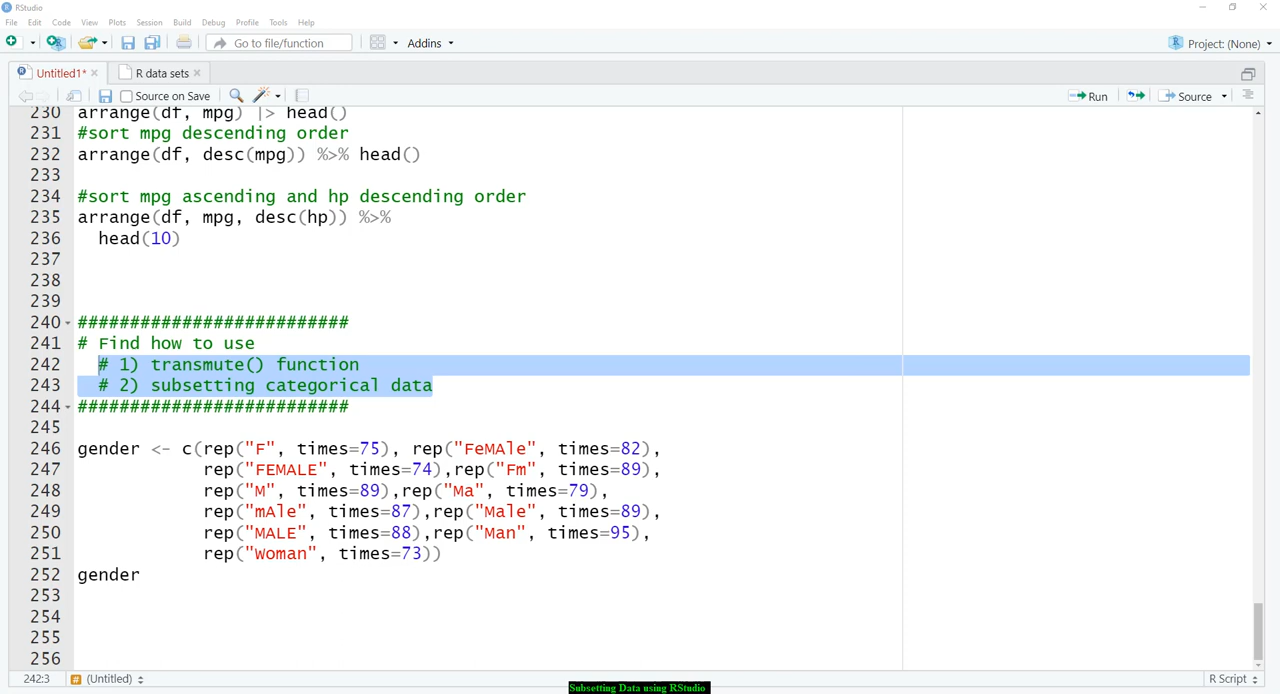 RStudio
File Edit Code View Plots Session Build Debug Profile Tools Help
Go to file/function Addins Project: (None)
Untitled1* R data sets
Source on Save Run Source
230 arrange(df, mpg) |> head()
231 #sort mpg descending order
232 arrange(df, desc(mpg)) %>% head()
233
234 #sort mpg ascending and hp descending order
235 arrange(df, mpg, desc(hp)) %>%
236 head(10)
237
238
239
240 ##########################
241 # Find how to use
242 # 1) transmute() function
243 # 2) subsetting categorical data
244 ##########################
245
246 gender <- c(rep("F", times=75), rep("FeMAle", times=82),
247 rep("FEMALE", times=74),rep("Fm", times=89),
248 rep("M", times=89),rep("Ma", times=79),
249 rep("mAle", times=87),rep("Male", times=89),
250 rep("MALE", times=88),rep("Man", times=95),
251 rep("Woman", times=73))
252 gender
253
254
255
256
242:3 # (Untitled) R Script
Subsetting Data using RStudio